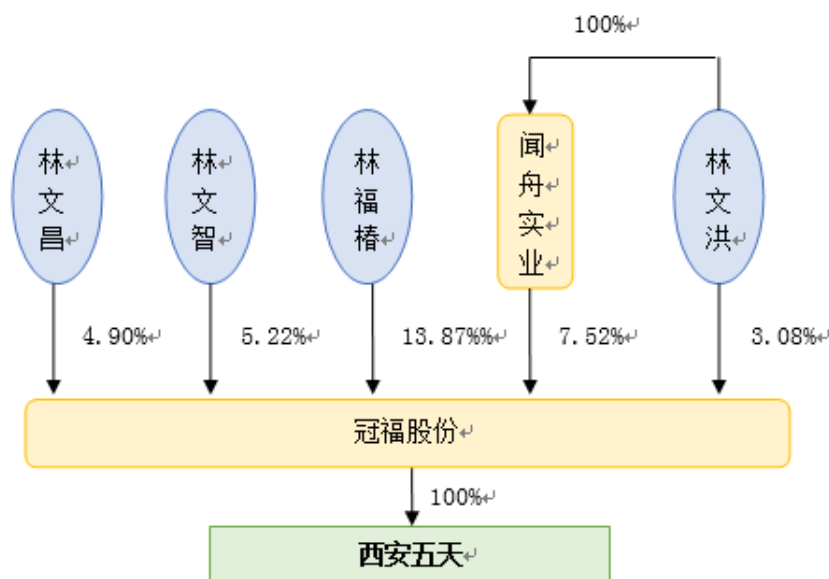 100%
林文昌
林文智
林福椿
闻舟实业
林文洪
4.90%
5.22%
13.87%%
7.52%
3.08%
冠福股份
100%
西安五天